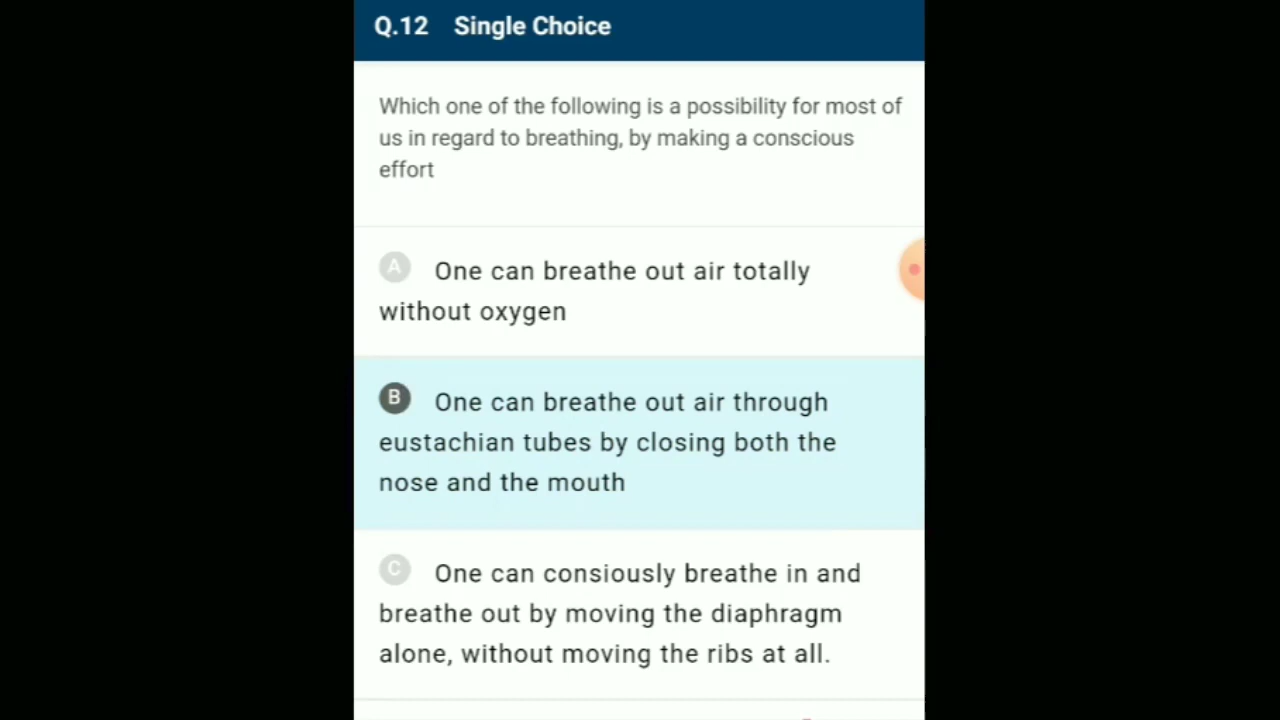 Q.12 Single Choice
Which one of the following is a possibility for most of
us in regard to breathing, by making a conscious
effort
A One can breathe out air totally
without oxygen
B One can breathe out air through
eustachian tubes by closing both the
nose and the mouth
C One can consiously breathe in and
breathe out by moving the diaphragm
alone, without moving the ribs at all.